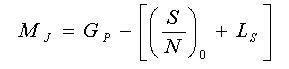 M_J = G_P − [ (S/N)_0 + L_S ]